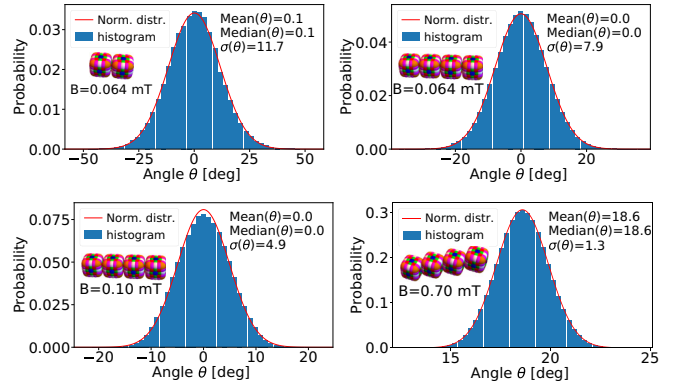 Norm. distr.
histogram
Mean(θ)=0.1
Median(θ)=0.1
σ(θ)=11.7
B=0.064 mT
Probability
0.03
0.02
0.01
0.00
−50
−25
0
25
50
Angle θ [deg]
Norm. distr.
histogram
Mean(θ)=0.0
Median(θ)=0.0
σ(θ)=7.9
B=0.064 mT
Probability
0.04
0.02
0.00
−20
0
20
Angle θ [deg]
Norm. distr.
histogram
Mean(θ)=0.0
Median(θ)=0.0
σ(θ)=4.9
B=0.10 mT
Probability
0.075
0.050
0.025
0.000
−20
−10
0
10
20
Angle θ [deg]
Norm. distr.
histogram
Mean(θ)=18.6
Median(θ)=18.6
σ(θ)=1.3
B=0.70 mT
Probability
0.3
0.2
0.1
0.0
15
20
25
Angle θ [deg]